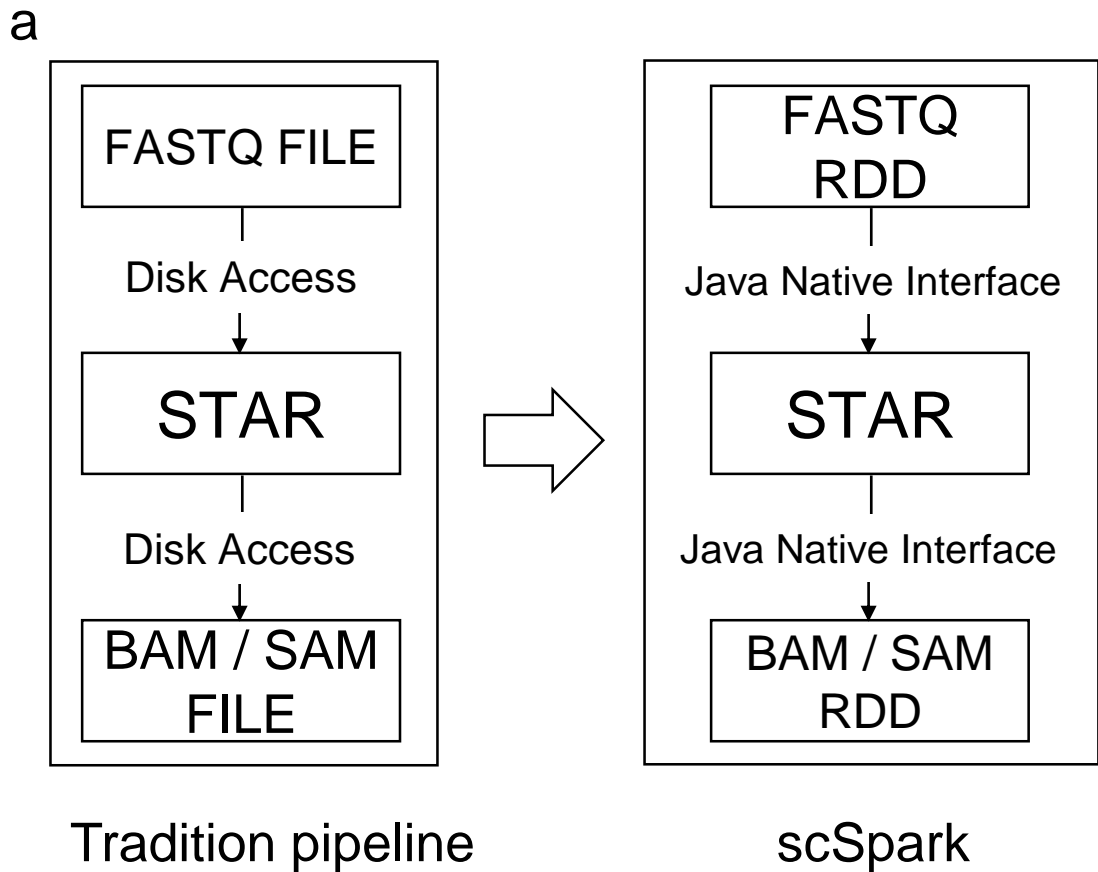 a
FASTQ FILE
Disk Access
STAR
Disk Access
BAM / SAM
FILE
Tradition pipeline
FASTQ
RDD
Java Native Interface
STAR
Java Native Interface
BAM / SAM
RDD
scSpark